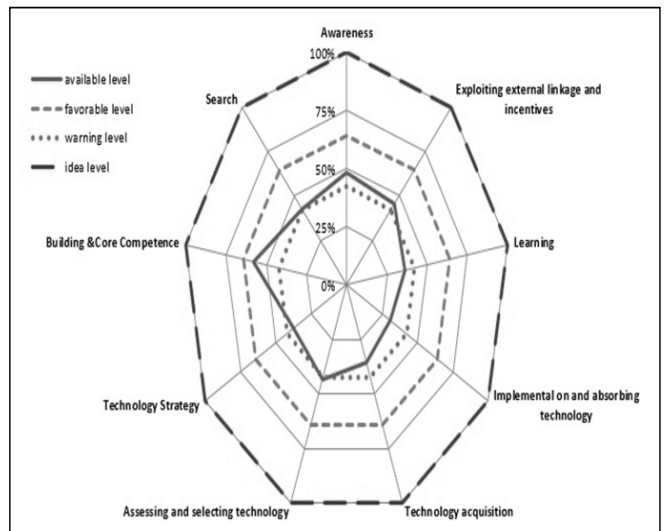 Awareness
100%
available level
favorable level
warning level
idea level
75%
50%
25%
0%
Exploiting external linkage and
incentives
Learning
Implemental on and absorbing
technology
Technology acquisition
Assessing and selecting technology
Technology Strategy
Building &Core Competence
Search